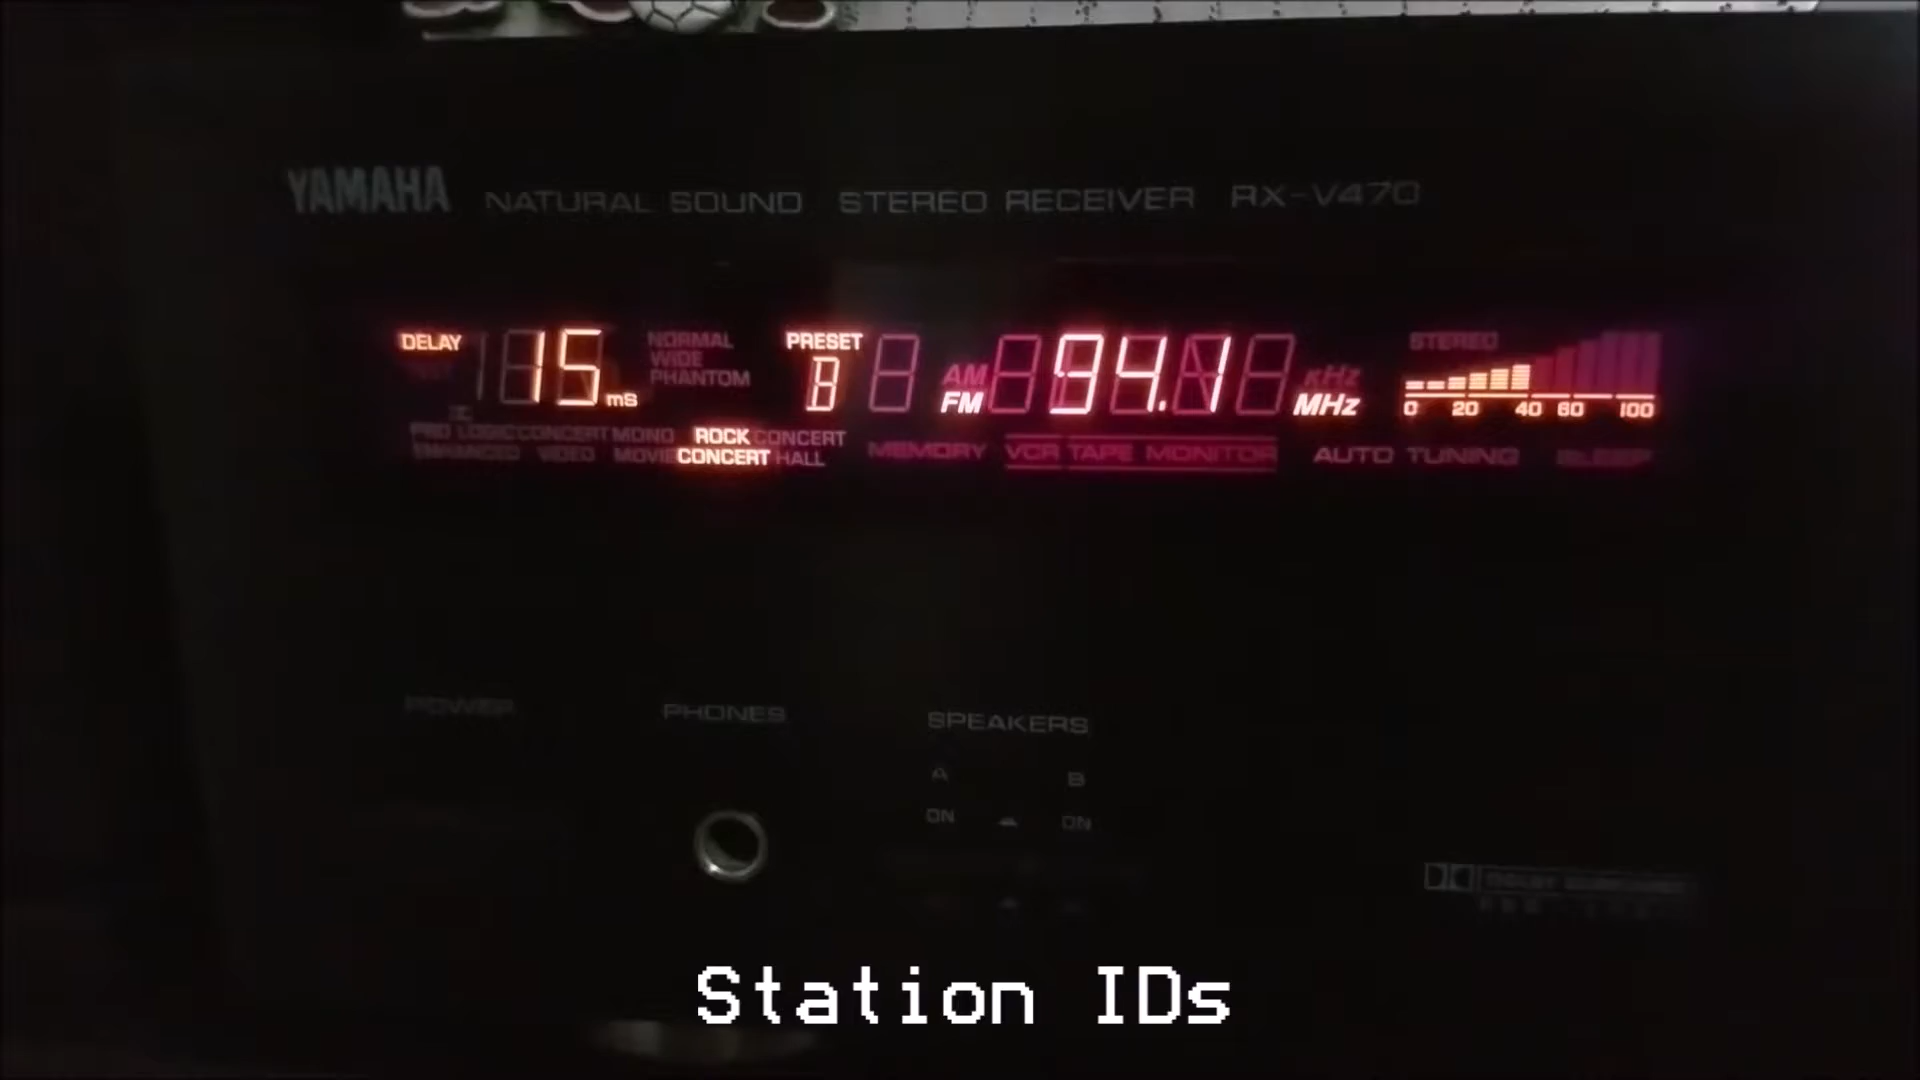 YAMAHA NATURAL SOUND STEREO RECEIVER RX-V470
DELAY 15 mS
NORMAL
WIDE
PHANTOM
PRESET B
AM
FM 94.1 kHz
MHz
STEREO
0 20 40 60 100
PRO LOGIC CONCERT MONO ROCK CONCERT
ENHANCED VIDEO MOVIE CONCERT HALL
MEMORY VCR TAPE MONITOR AUTO TUNING SLEEP
POWER PHONES SPEAKERS
A B
ON ON
DOLBY SURROUND
Station IDs